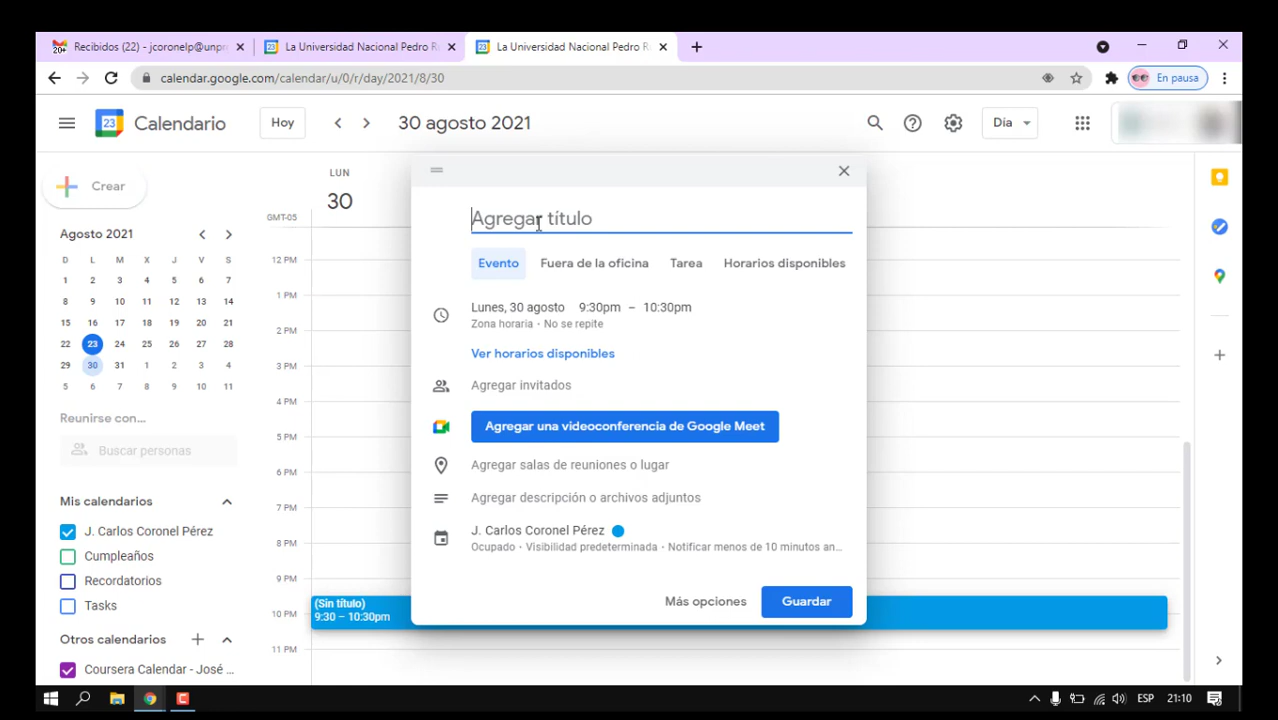 Recibidos (22) - jcoronelp@unpr
La Universidad Nacional Pedro R
La Universidad Nacional Pedro R
calendar.google.com/calendar/u/0/r/day/2021/8/30
En pausa
23
Calendario
Hoy
30 agosto 2021
Día
Crear
LUN
30
GMT-05
Agosto 2021
D L M X J V S
1 2 3 4 5 6 7
8 9 10 11 12 13 14
15 16 17 18 19 20 21
22 23 24 25 26 27 28
29 30 31 1 2 3 4
5 6 7 8 9 10 11
Reunirse con...
Buscar personas
Mis calendarios
J. Carlos Coronel Pérez
Cumpleaños
Recordatorios
Tasks
Otros calendarios
Coursera Calendar - José ...
12 PM
1 PM
2 PM
3 PM
4 PM
5 PM
6 PM
7 PM
8 PM
9 PM
10 PM
11 PM
(Sin título)
9:30 – 10:30pm
Agregar título
Evento
Fuera de la oficina
Tarea
Horarios disponibles
Lunes, 30 agosto 9:30pm – 10:30pm
Zona horaria · No se repite
Ver horarios disponibles
Agregar invitados
Agregar una videoconferencia de Google Meet
Agregar salas de reuniones o lugar
Agregar descripción o archivos adjuntos
J. Carlos Coronel Pérez
Ocupado · Visibilidad predeterminada · Notificar menos de 10 minutos an...
Más opciones
Guardar
ESP
21:10